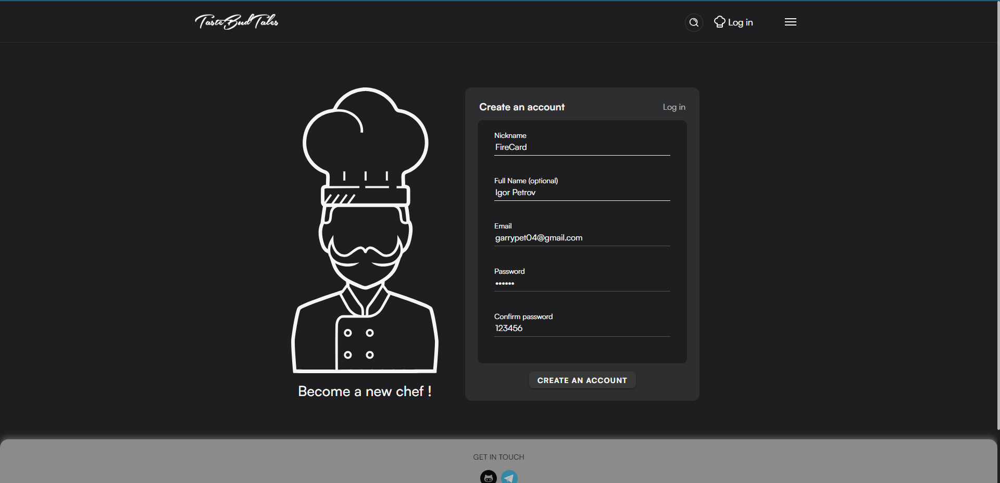 TasteBudTales
Log in
Create an account
Log in
Nickname
FireCard
Full Name (optional)
Igor Petrov
Email
garrypet04@gmail.com
Password
••••••
Confirm password
123456
CREATE AN ACCOUNT
Become a new chef !
GET IN TOUCH